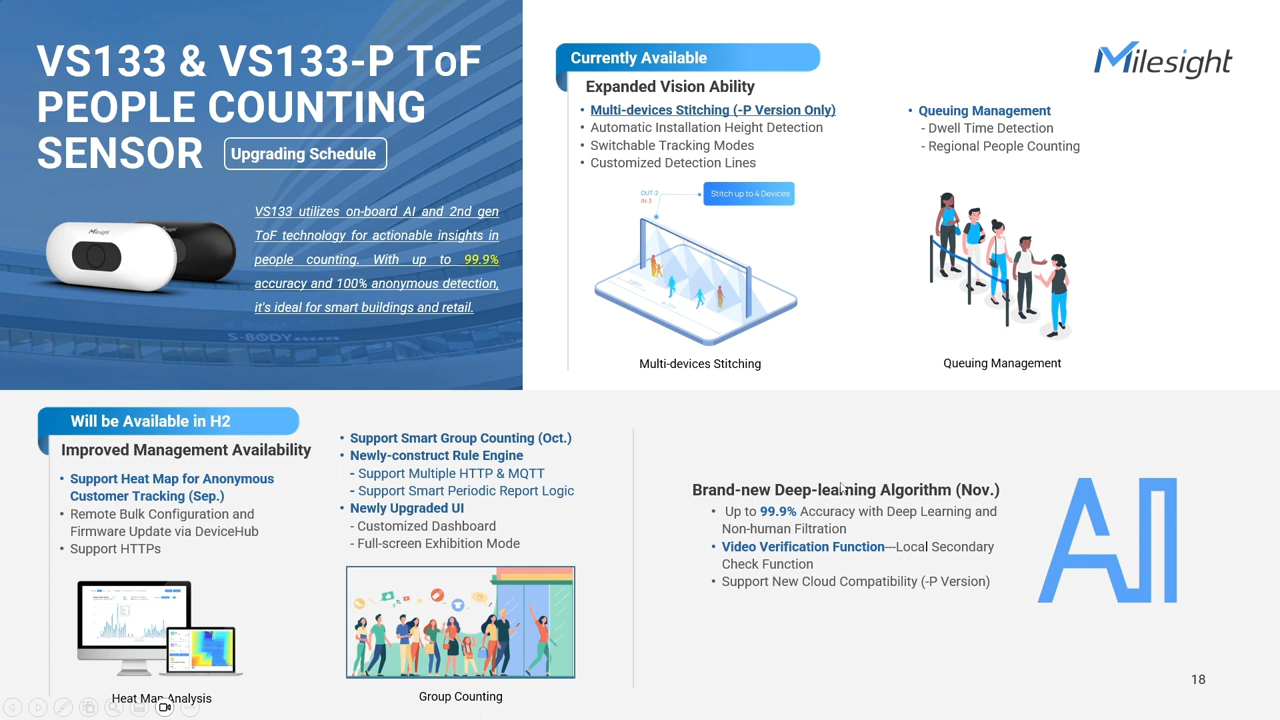 VS133 & VS133-P ToF
PEOPLE COUNTING
SENSOR
Upgrading Schedule
Milesight
VS133 utilizes on-board AI and 2nd gen
ToF technology for actionable insights in
people counting. With up to 99.9%
accuracy and 100% anonymous detection,
it's ideal for smart buildings and retail.
S-BODY
Currently Available
Milesight
Expanded Vision Ability
• Multi-devices Stitching (-P Version Only)
• Automatic Installation Height Detection
• Switchable Tracking Modes
• Customized Detection Lines
• Queuing Management
- Dwell Time Detection
- Regional People Counting
OUT:2
IN:3
Stitch up to 4 Devices
Multi-devices Stitching
Queuing Management
Will be Available in H2
Improved Management Availability
• Support Heat Map for Anonymous
Customer Tracking (Sep.)
• Remote Bulk Configuration and
Firmware Update via DeviceHub
• Support HTTPs
Heat Map Analysis
• Support Smart Group Counting (Oct.)
• Newly-construct Rule Engine
- Support Multiple HTTP & MQTT
- Support Smart Periodic Report Logic
• Newly Upgraded UI
- Customized Dashboard
- Full-screen Exhibition Mode
Group Counting
Brand-new Deep-learning Algorithm (Nov.)
• Up to 99.9% Accuracy with Deep Learning and
Non-human Filtration
• Video Verification Function—Local Secondary
Check Function
• Support New Cloud Compatibility (-P Version)
AI
18